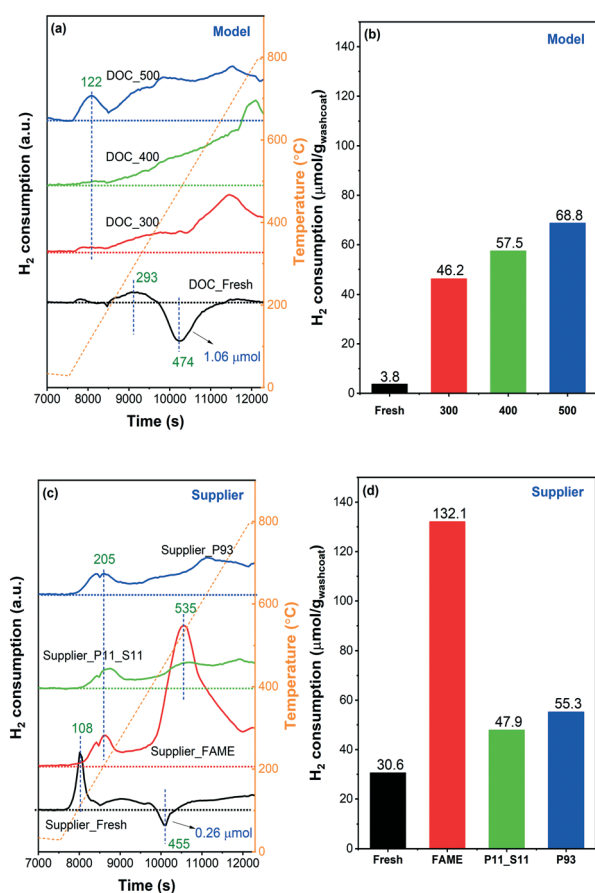 (a)
Model
122
DOC_500
DOC_400
DOC_300
DOC_Fresh
293
474
1.06 μmol
H2 consumption (a.u.)
Temperature (°C)
800
600
400
200
0
7000 8000 9000 10000 11000 12000
Time (s)
(b)
Model
H2 consumption (μmol/gwashcoat)
140
120
100
80
60
40
20
0
3.8
46.2
57.5
68.8
Fresh 300 400 500
(c)
Supplier
Supplier_P93
205
535
Supplier_P11_S11
108
Supplier_FAME
Supplier_Fresh
455
0.26 μmol
H2 consumption (a.u.)
Temperature (°C)
800
600
400
200
0
7000 8000 9000 10000 11000 12000
Time (s)
(d)
Supplier
H2 consumption (μmol/gwashcoat)
140
120
100
80
60
40
20
0
30.6
132.1
47.9
55.3
Fresh FAME P11_S11 P93